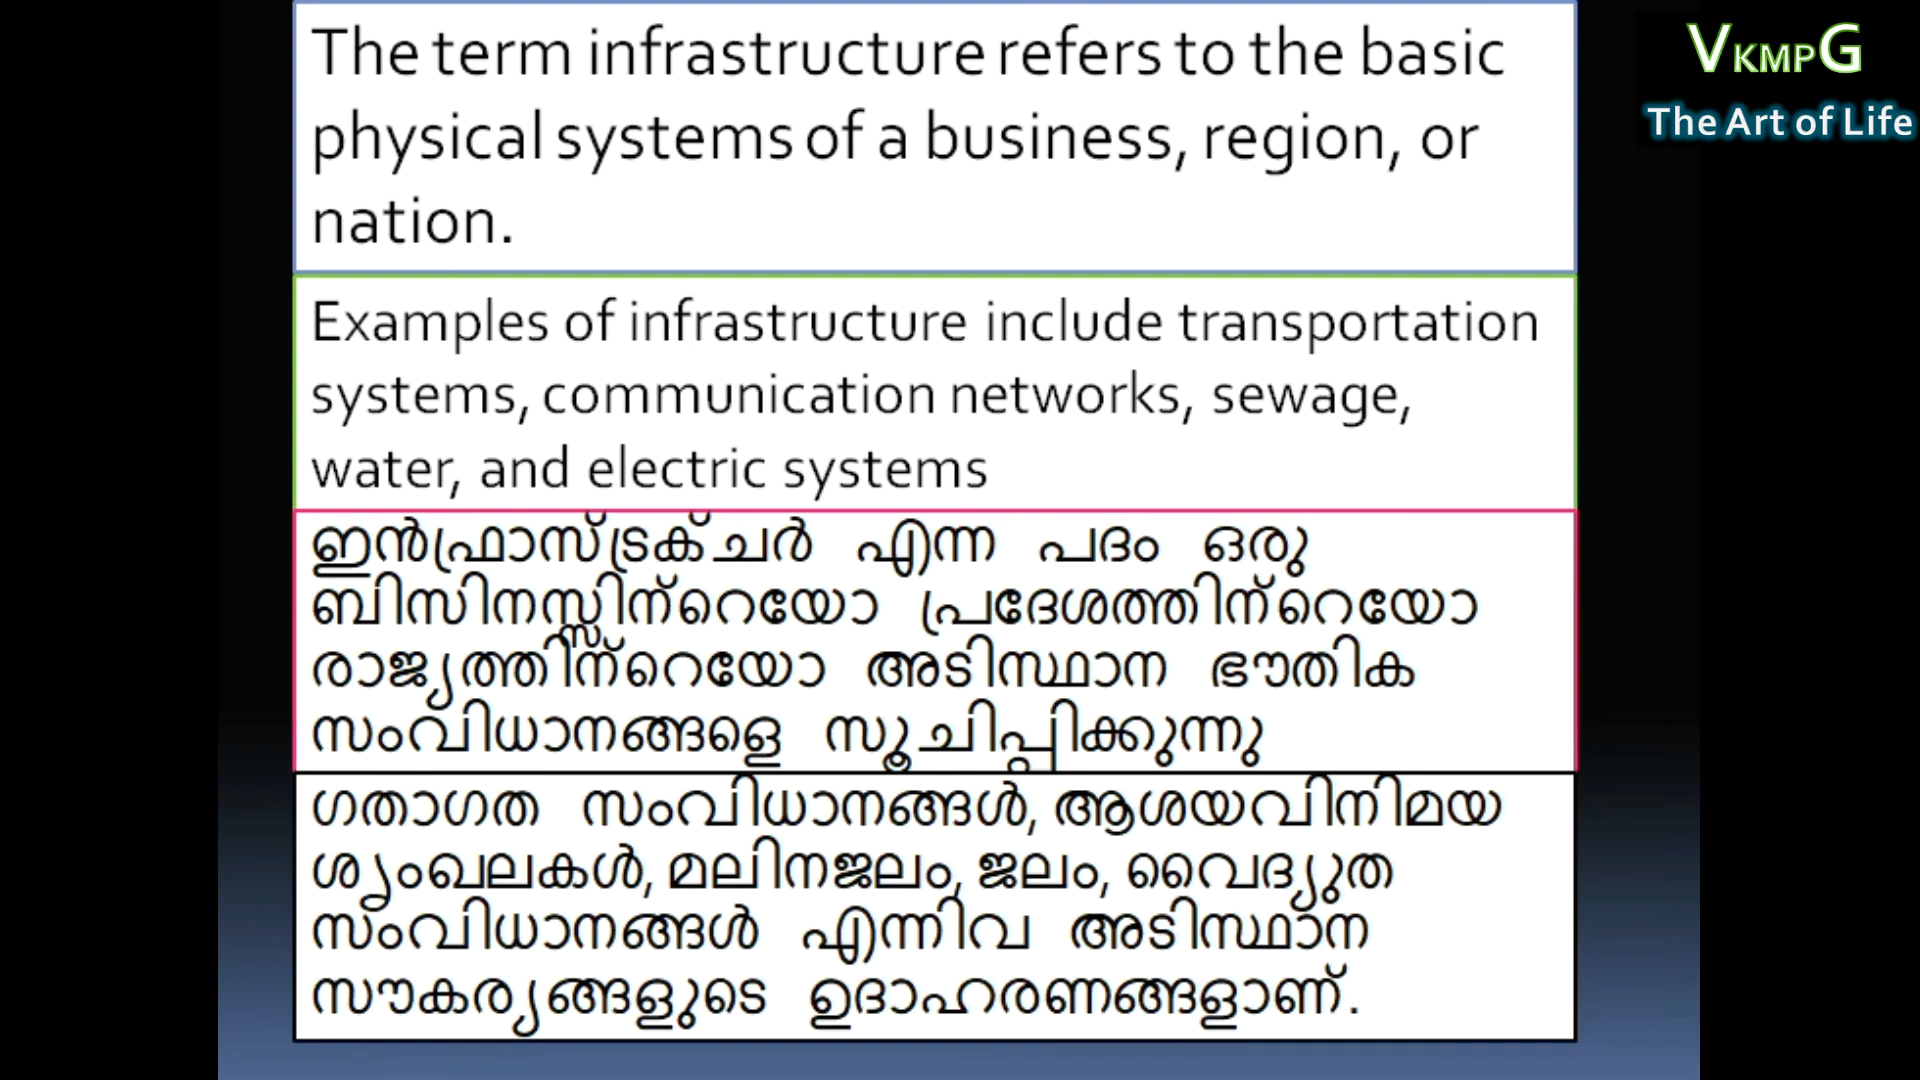 The term infrastructure refers to the basic
physical systems of a business, region, or
nation.
Examples of infrastructure include transportation
systems, communication networks, sewage,
water, and electric systems
ഇൻഫ്രാസ്ട്രക്ചർ എന്ന പദം ഒരു
ബിസിനസ്സിന്റെയോ പ്രദേശത്തിന്റെയോ
രാജ്യത്തിന്റെയോ അടിസ്ഥാന ഭൗതിക
സംവിധാനങ്ങളെ സൂചിപ്പിക്കുന്നു
ഗതാഗത സംവിധാനങ്ങൾ, ആശയവിനിമയ
ശൃംഖലകൾ, മലിനജലം, ജലം, വൈദ്യുത
സംവിധാനങ്ങൾ എന്നിവ അടിസ്ഥാന
സൗകര്യങ്ങളുടെ ഉദാഹരണങ്ങളാണ്.
VKMPG
The Art of Life